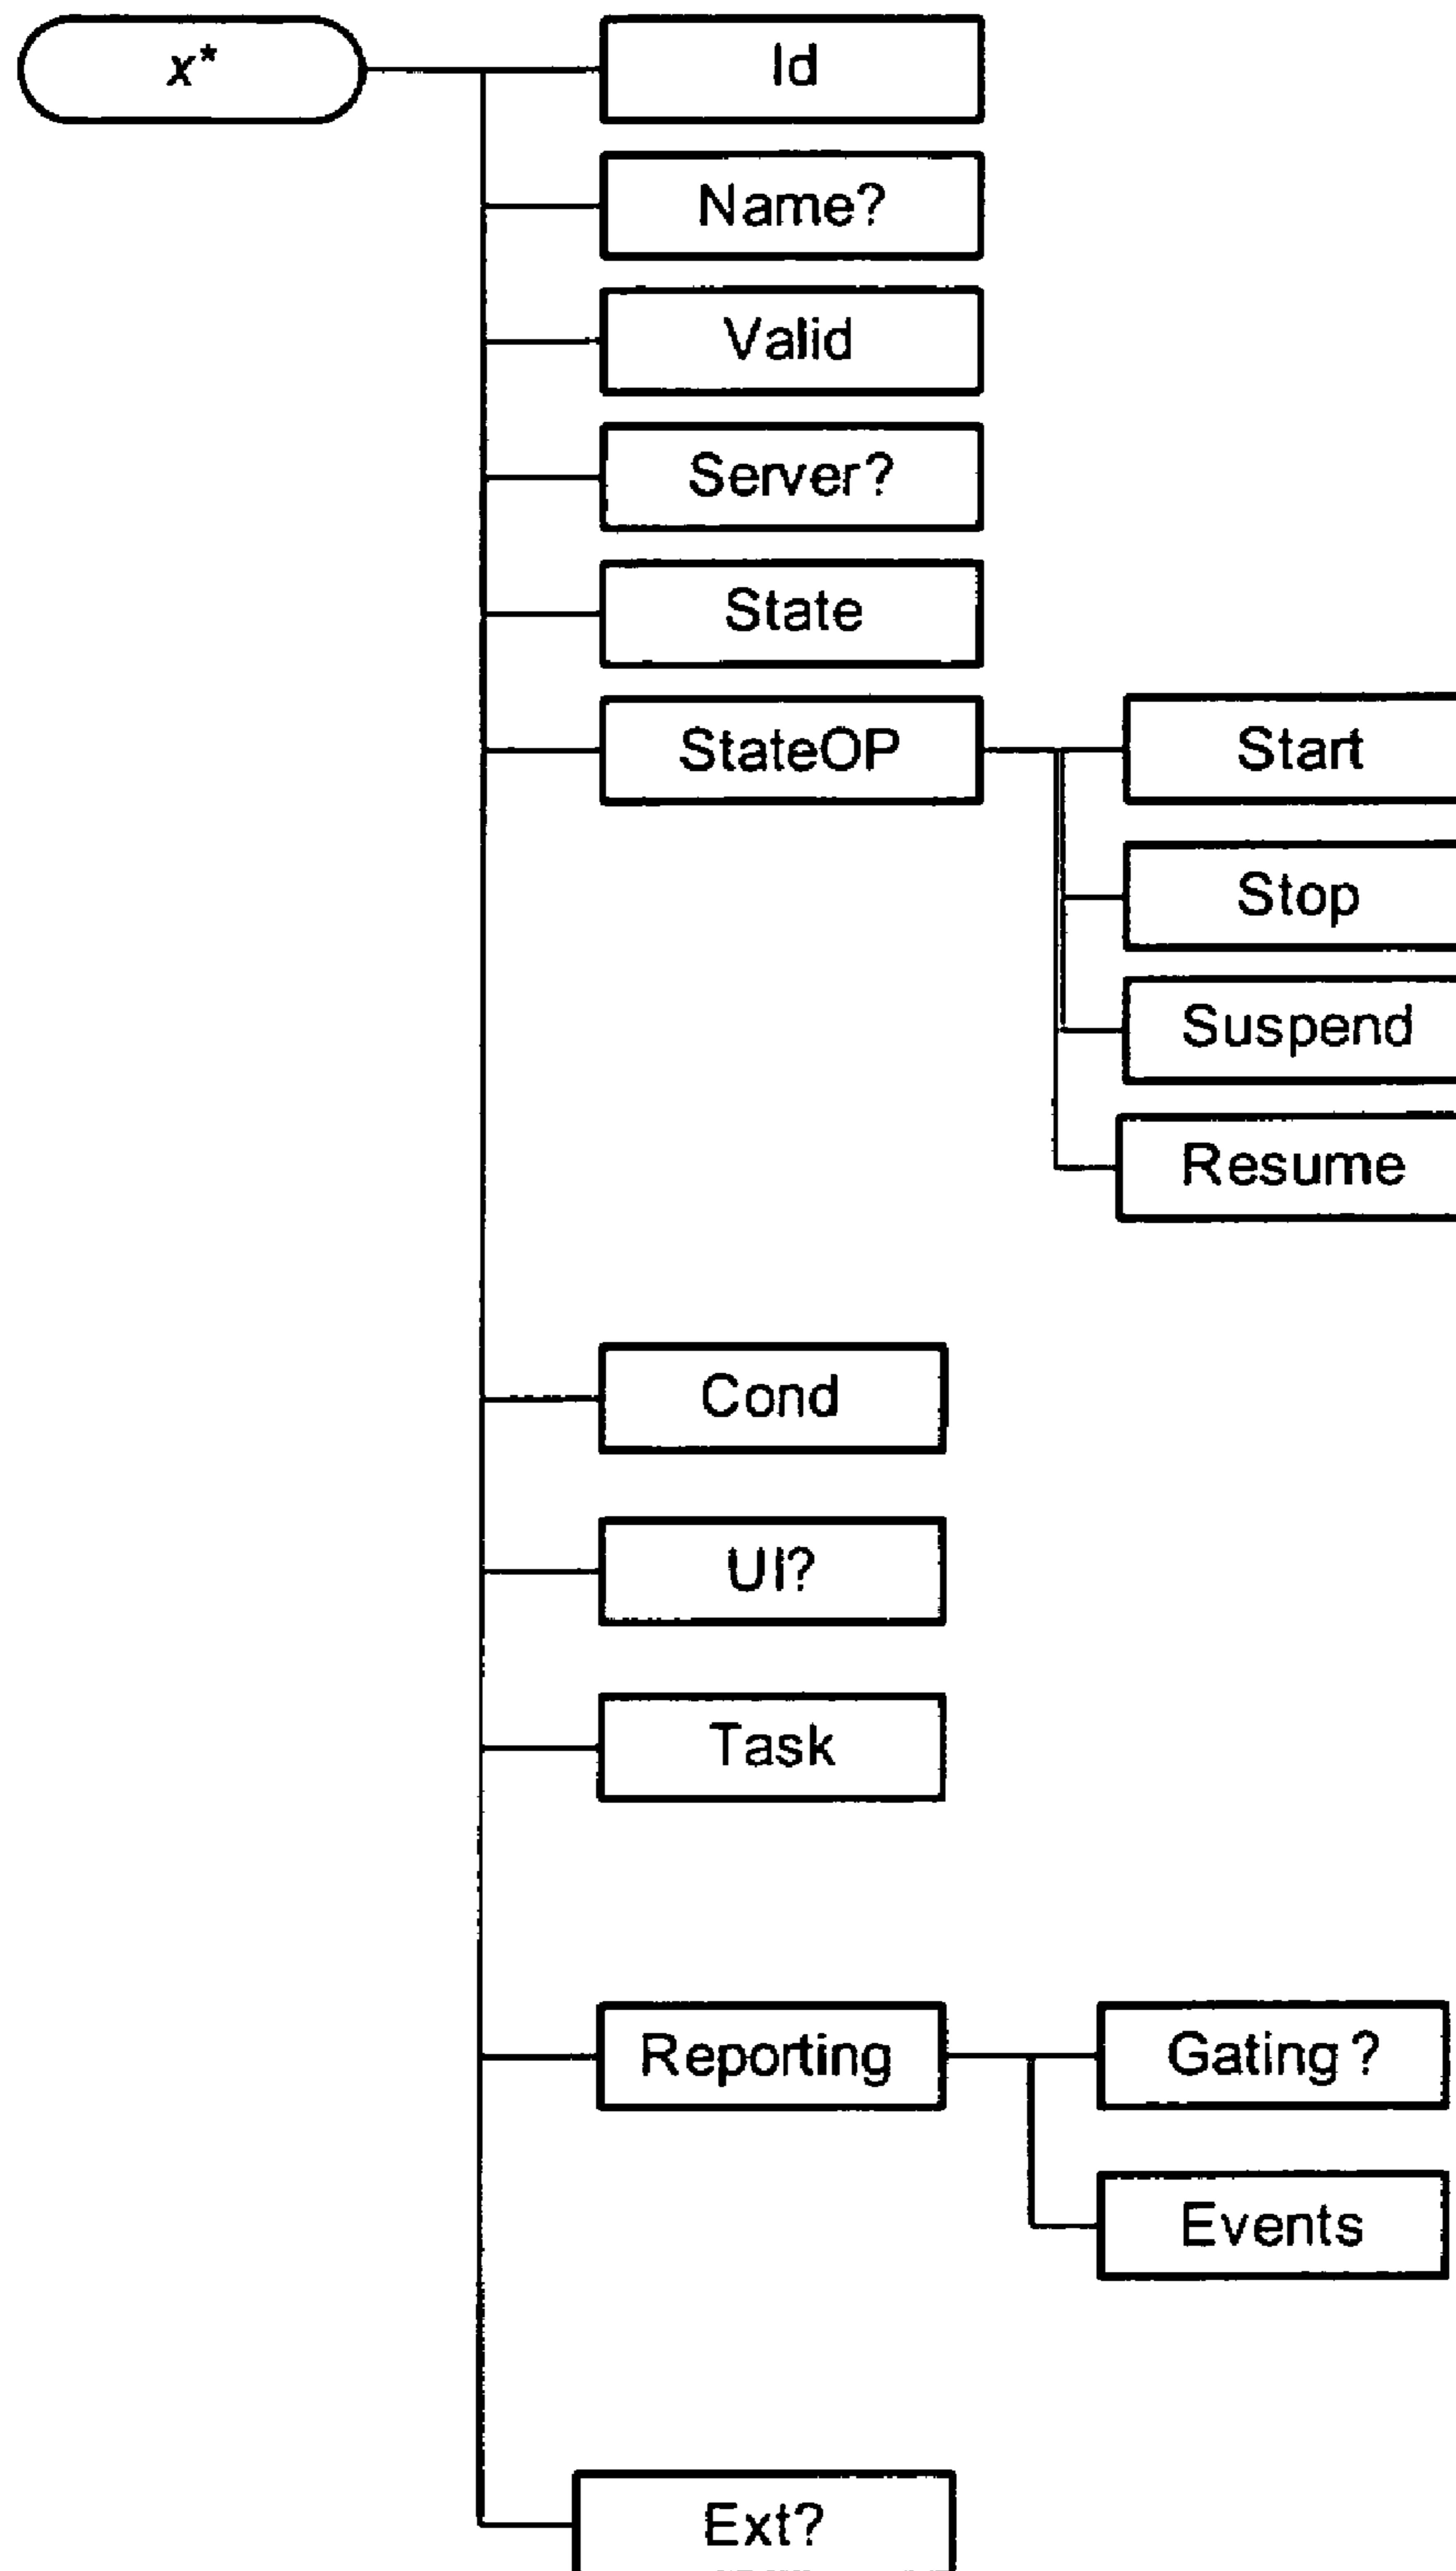 x*
Id
Name?
Valid
Server?
State
StateOP
Start
Stop
Suspend
Resume
Cond
UI?
Task
Reporting
Gating ?
Events
Ext?